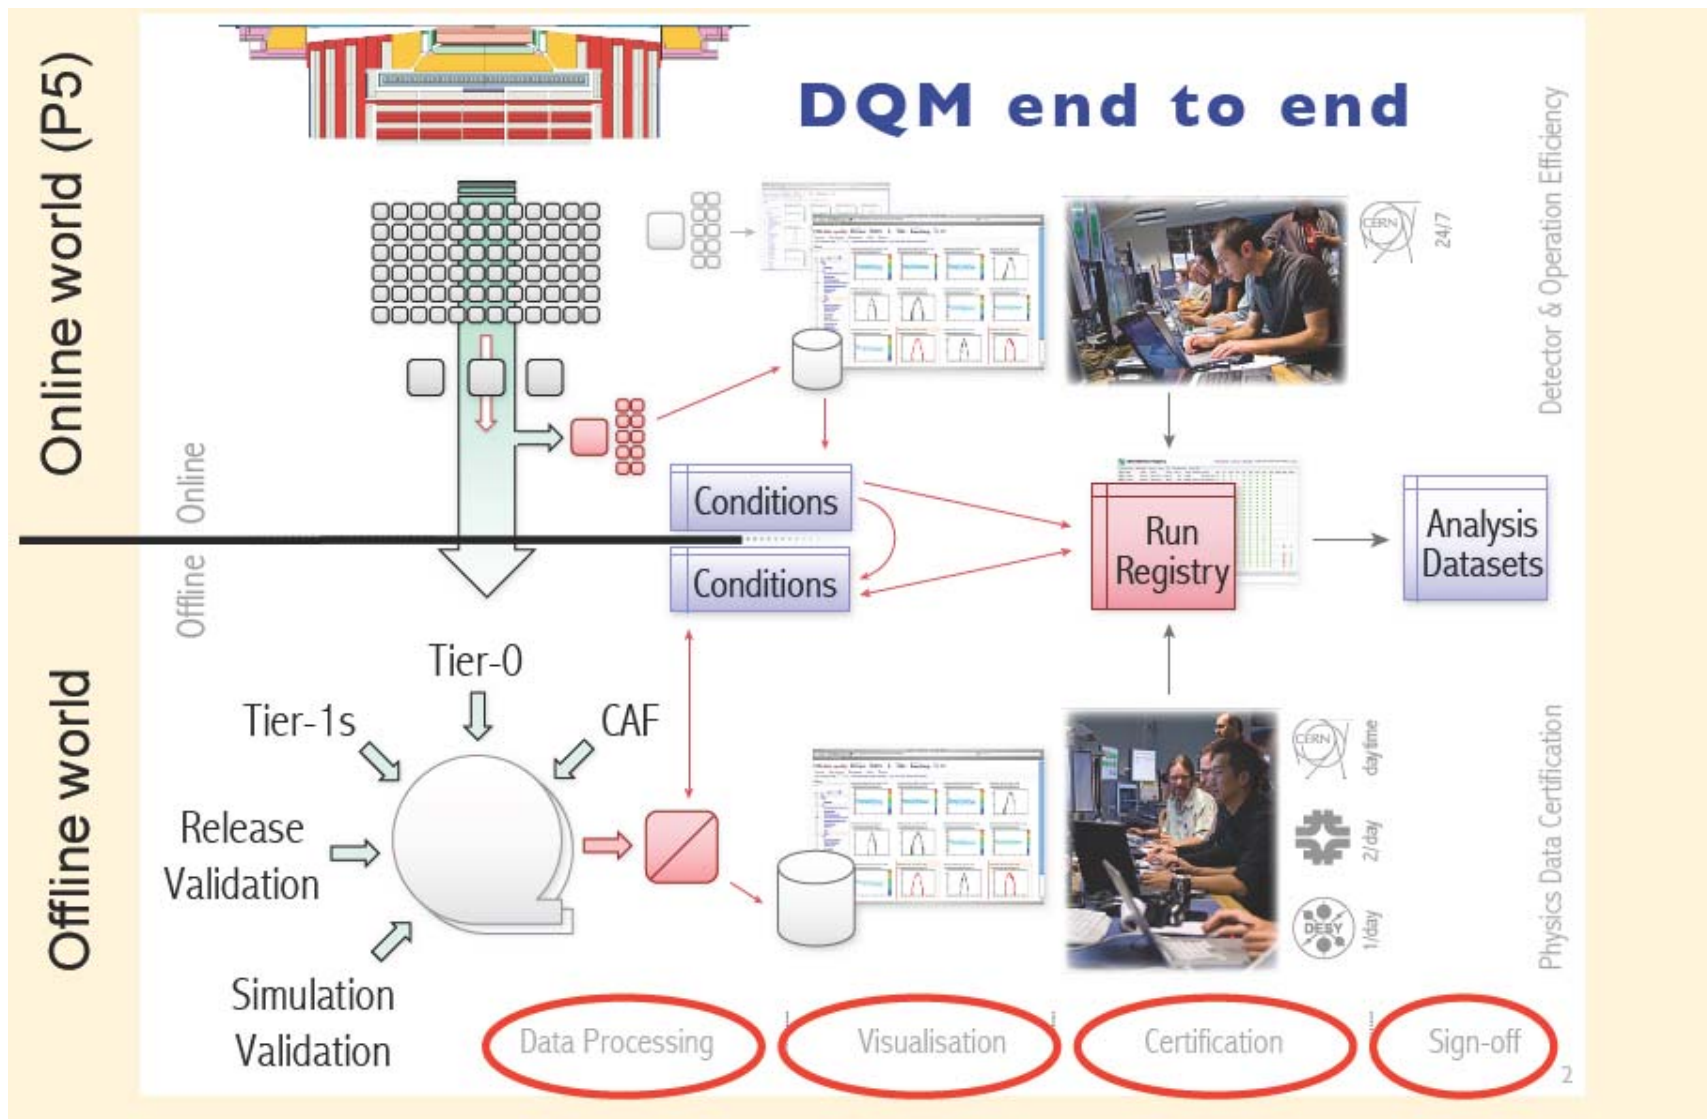 DQM end to end
Online world (P5)
Detector & Operation Efficiency
CERN
24/7
Online
Offline
Conditions
Conditions
Run
Registry
Analysis
Datasets
Offline world
Tier-0
Tier-1s
CAF
Release
Validation
Simulation
Validation
CERN
daytime
2/day
DESY
1/day
Physics Data Certification
Data Processing
Visualisation
Certification
Sign-off
2